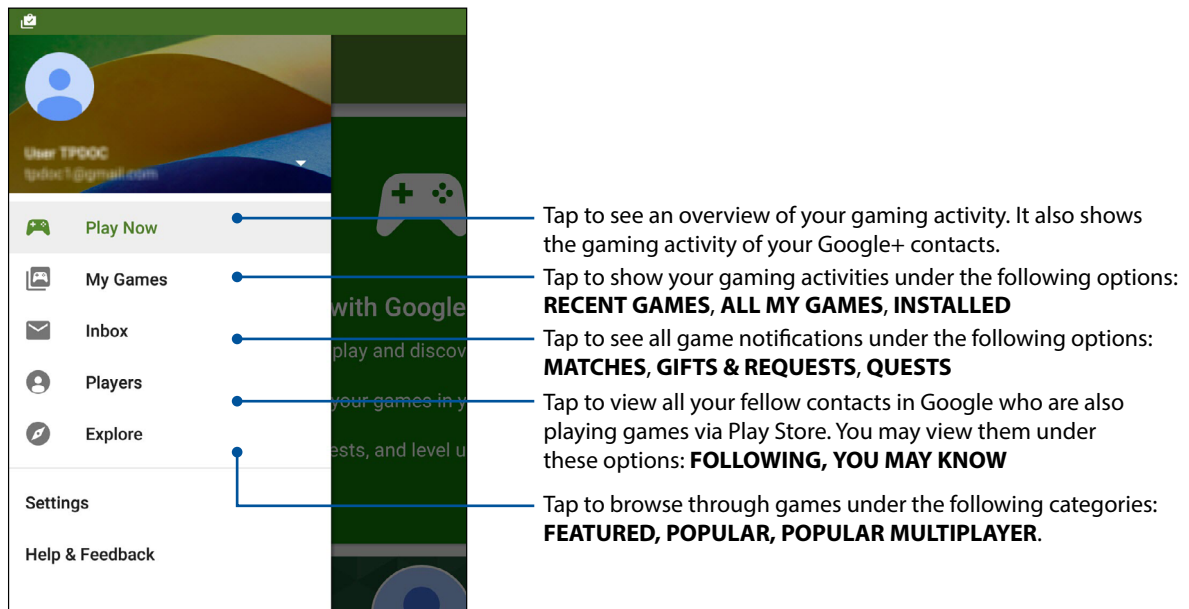 User TPDOC
tpdoc1@gmail.com
Play Now
My Games
Inbox
Players
Explore
Settings
Help & Feedback
with Google
play and discov
your games in y
ests, and level u
Tap to see an overview of your gaming activity. It also shows
the gaming activity of your Google+ contacts.
Tap to show your gaming activities under the following options:
RECENT GAMES, ALL MY GAMES, INSTALLED
Tap to see all game notifications under the following options:
MATCHES, GIFTS & REQUESTS, QUESTS
Tap to view all your fellow contacts in Google who are also
playing games via Play Store. You may view them under
these options: FOLLOWING, YOU MAY KNOW
Tap to browse through games under the following categories:
FEATURED, POPULAR, POPULAR MULTIPLAYER.